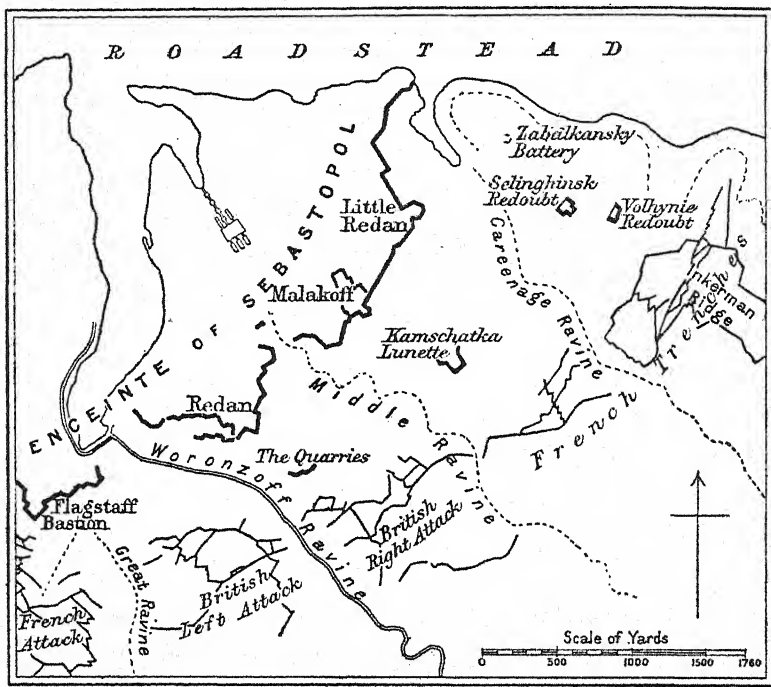 ROADSTEAD
Zabalkansky
Battery
Selinghinsk
Redoubt
Volhynie
Redoubt
Little
Redan
Careenage Ravine
Inkerman
Ridge
French Trenches
ENCEINTE OF SEBASTOPOL
Malakoff
Kamschatka
Lunette
Redan
Middle Ravine
The Quarries
Woronzoff Ravine
Flagstaff
Bastion
British
Right Attack
Great Ravine
British
Left Attack
French
Attack
Scale of Yards
0 500 1000 1500 1760